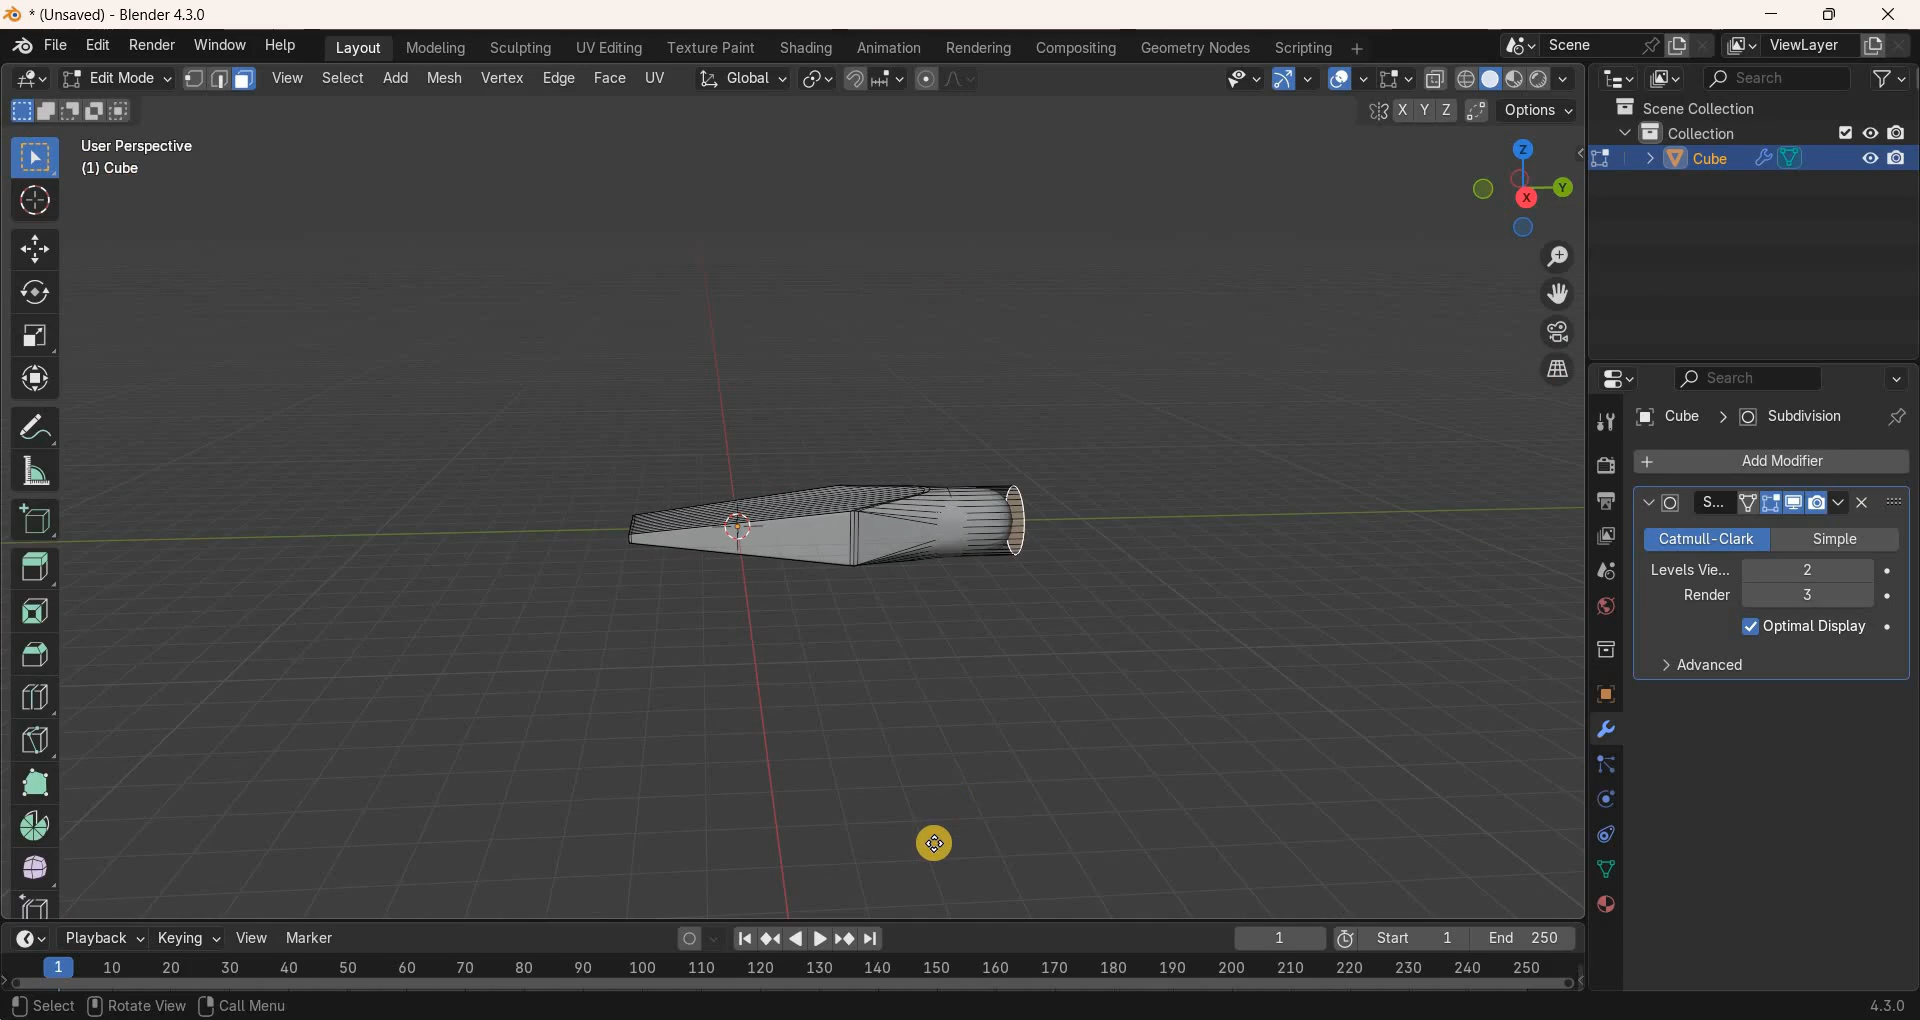 * (Unsaved) - Blender 4.3.0
File Edit Render Window Help Layout Modeling Sculpting UV Editing Texture Paint Shading Animation Rendering Compositing Geometry Nodes Scripting + Scene ViewLayer
Edit Mode View Select Add Mesh Vertex Edge Face UV Global Search
X Y Z Options
Scene Collection
Collection
Cube
User Perspective
(1) Cube
Z
Y
X
Search
Cube > Subdivision
+ Add Modifier
S...
Catmull-Clark Simple
Levels Vie... 2
Render 3
Optimal Display
Advanced
Playback Keying View Marker 1 Start 1 End 250
1 10 20 30 40 50 60 70 80 90 100 110 120 130 140 150 160 170 180 190 200 210 220 230 240 250
Select Rotate View Call Menu 4.3.0